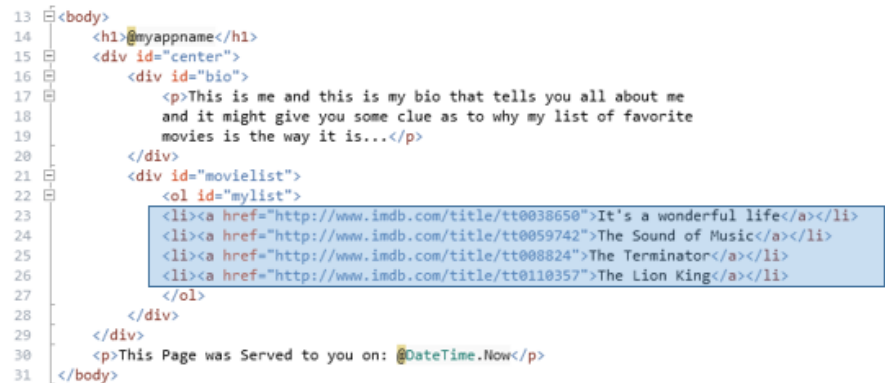 13 <body>
14 <h1>@myappname</h1>
15 <div id="center">
16 <div id="bio">
17 <p>This is me and this is my bio that tells you all about me
18 and it might give you some clue as to why my list of favorite
19 movies is the way it is...</p>
20 </div>
21 <div id="movielist">
22 <ol id="mylist">
23 <li><a href="http://www.imdb.com/title/tt0038650">It's a wonderful life</a></li>
24 <li><a href="http://www.imdb.com/title/tt0059742">The Sound of Music</a></li>
25 <li><a href="http://www.imdb.com/title/tt008824">The Terminator</a></li>
26 <li><a href="http://www.imdb.com/title/tt0110357">The Lion King</a></li>
27 </ol>
28 </div>
29 </div>
30 <p>This Page was Served to you on: @DateTime.Now</p>
31 </body>